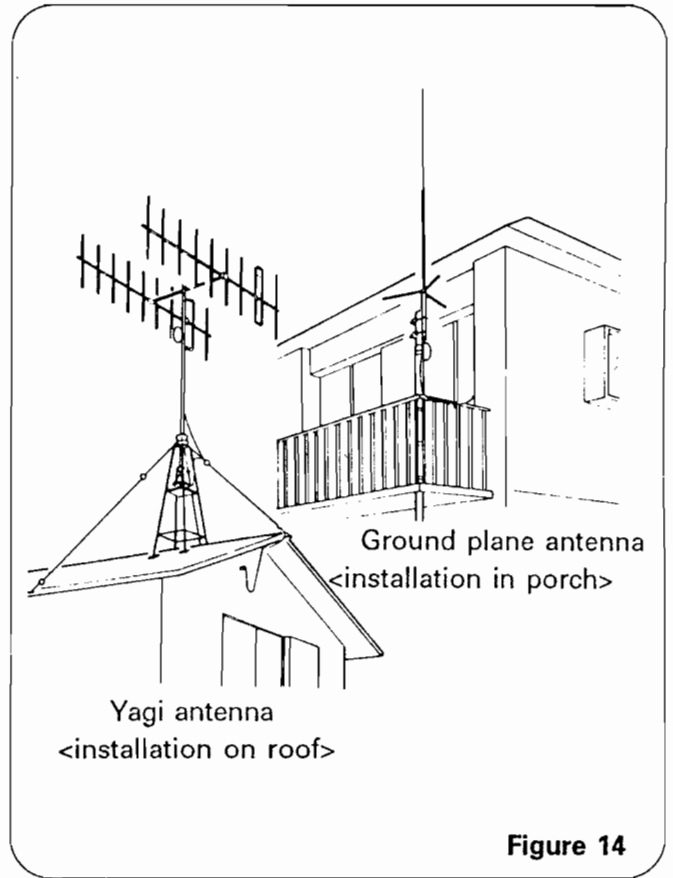 Ground plane antenna
<installation in porch>
Yagi antenna
<installation on roof>
Figure 14